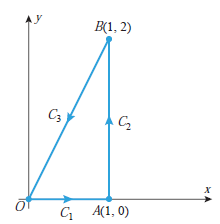 y
B(1, 2)
C₃
C₂
x
O
C₁
A(1, 0)